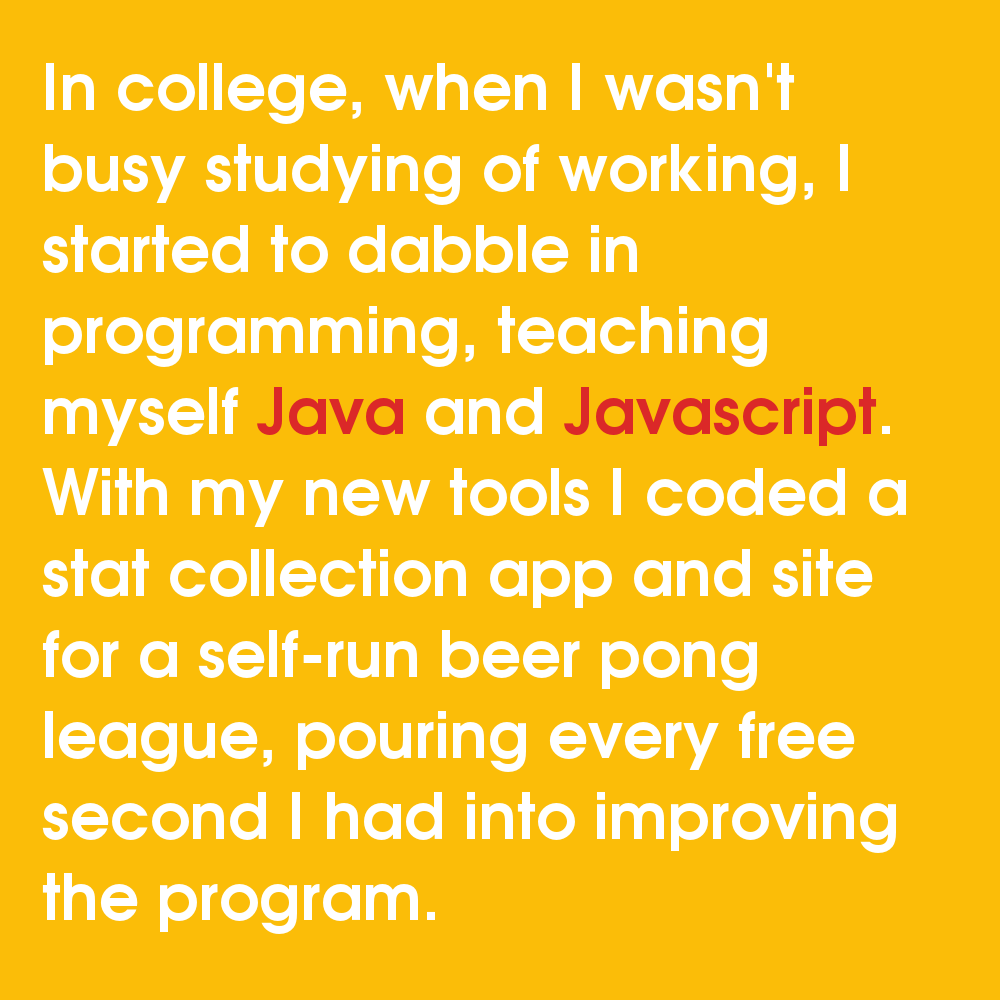 In college, when I wasn't
busy studying of working, I
started to dabble in
programming, teaching
myself Java and Javascript.
With my new tools I coded a
stat collection app and site
for a self-run beer pong
league, pouring every free
second I had into improving
the program.